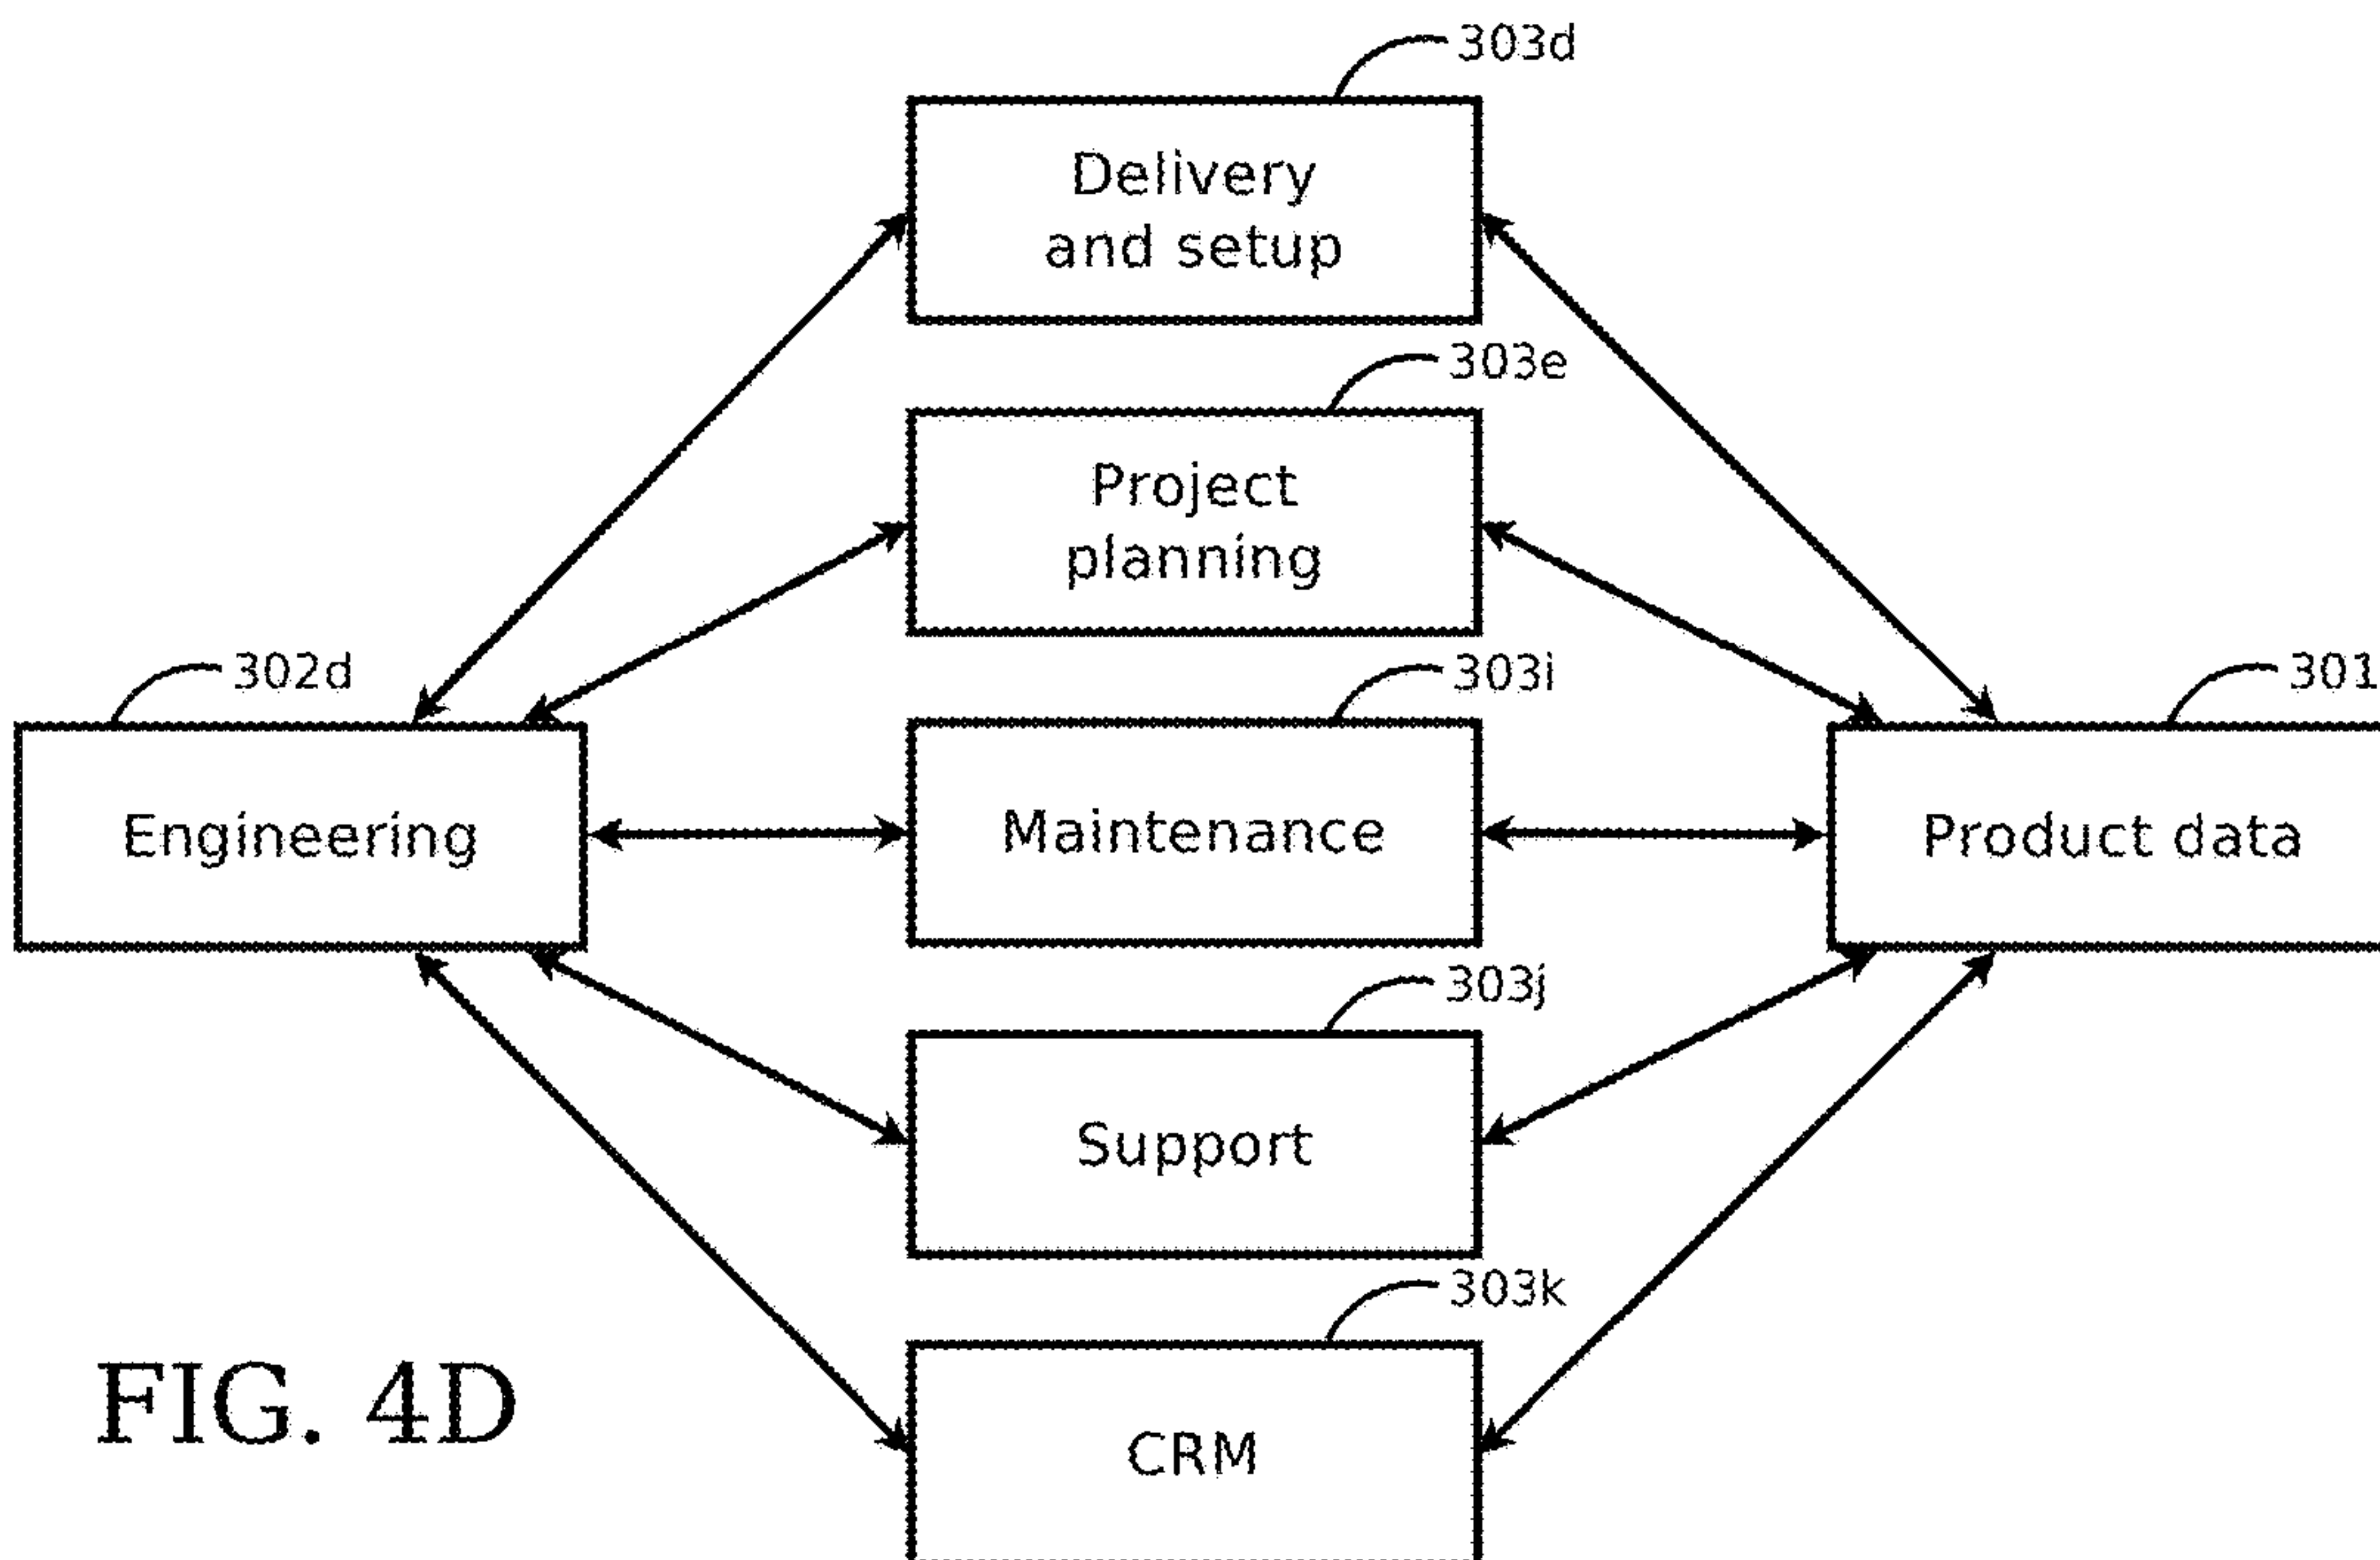 303d
Delivery
and setup
303e
Project
planning
302d
303i
301
Engineering
Maintenance
Product data
303j
Support
303k
CRM
FIG. 4D